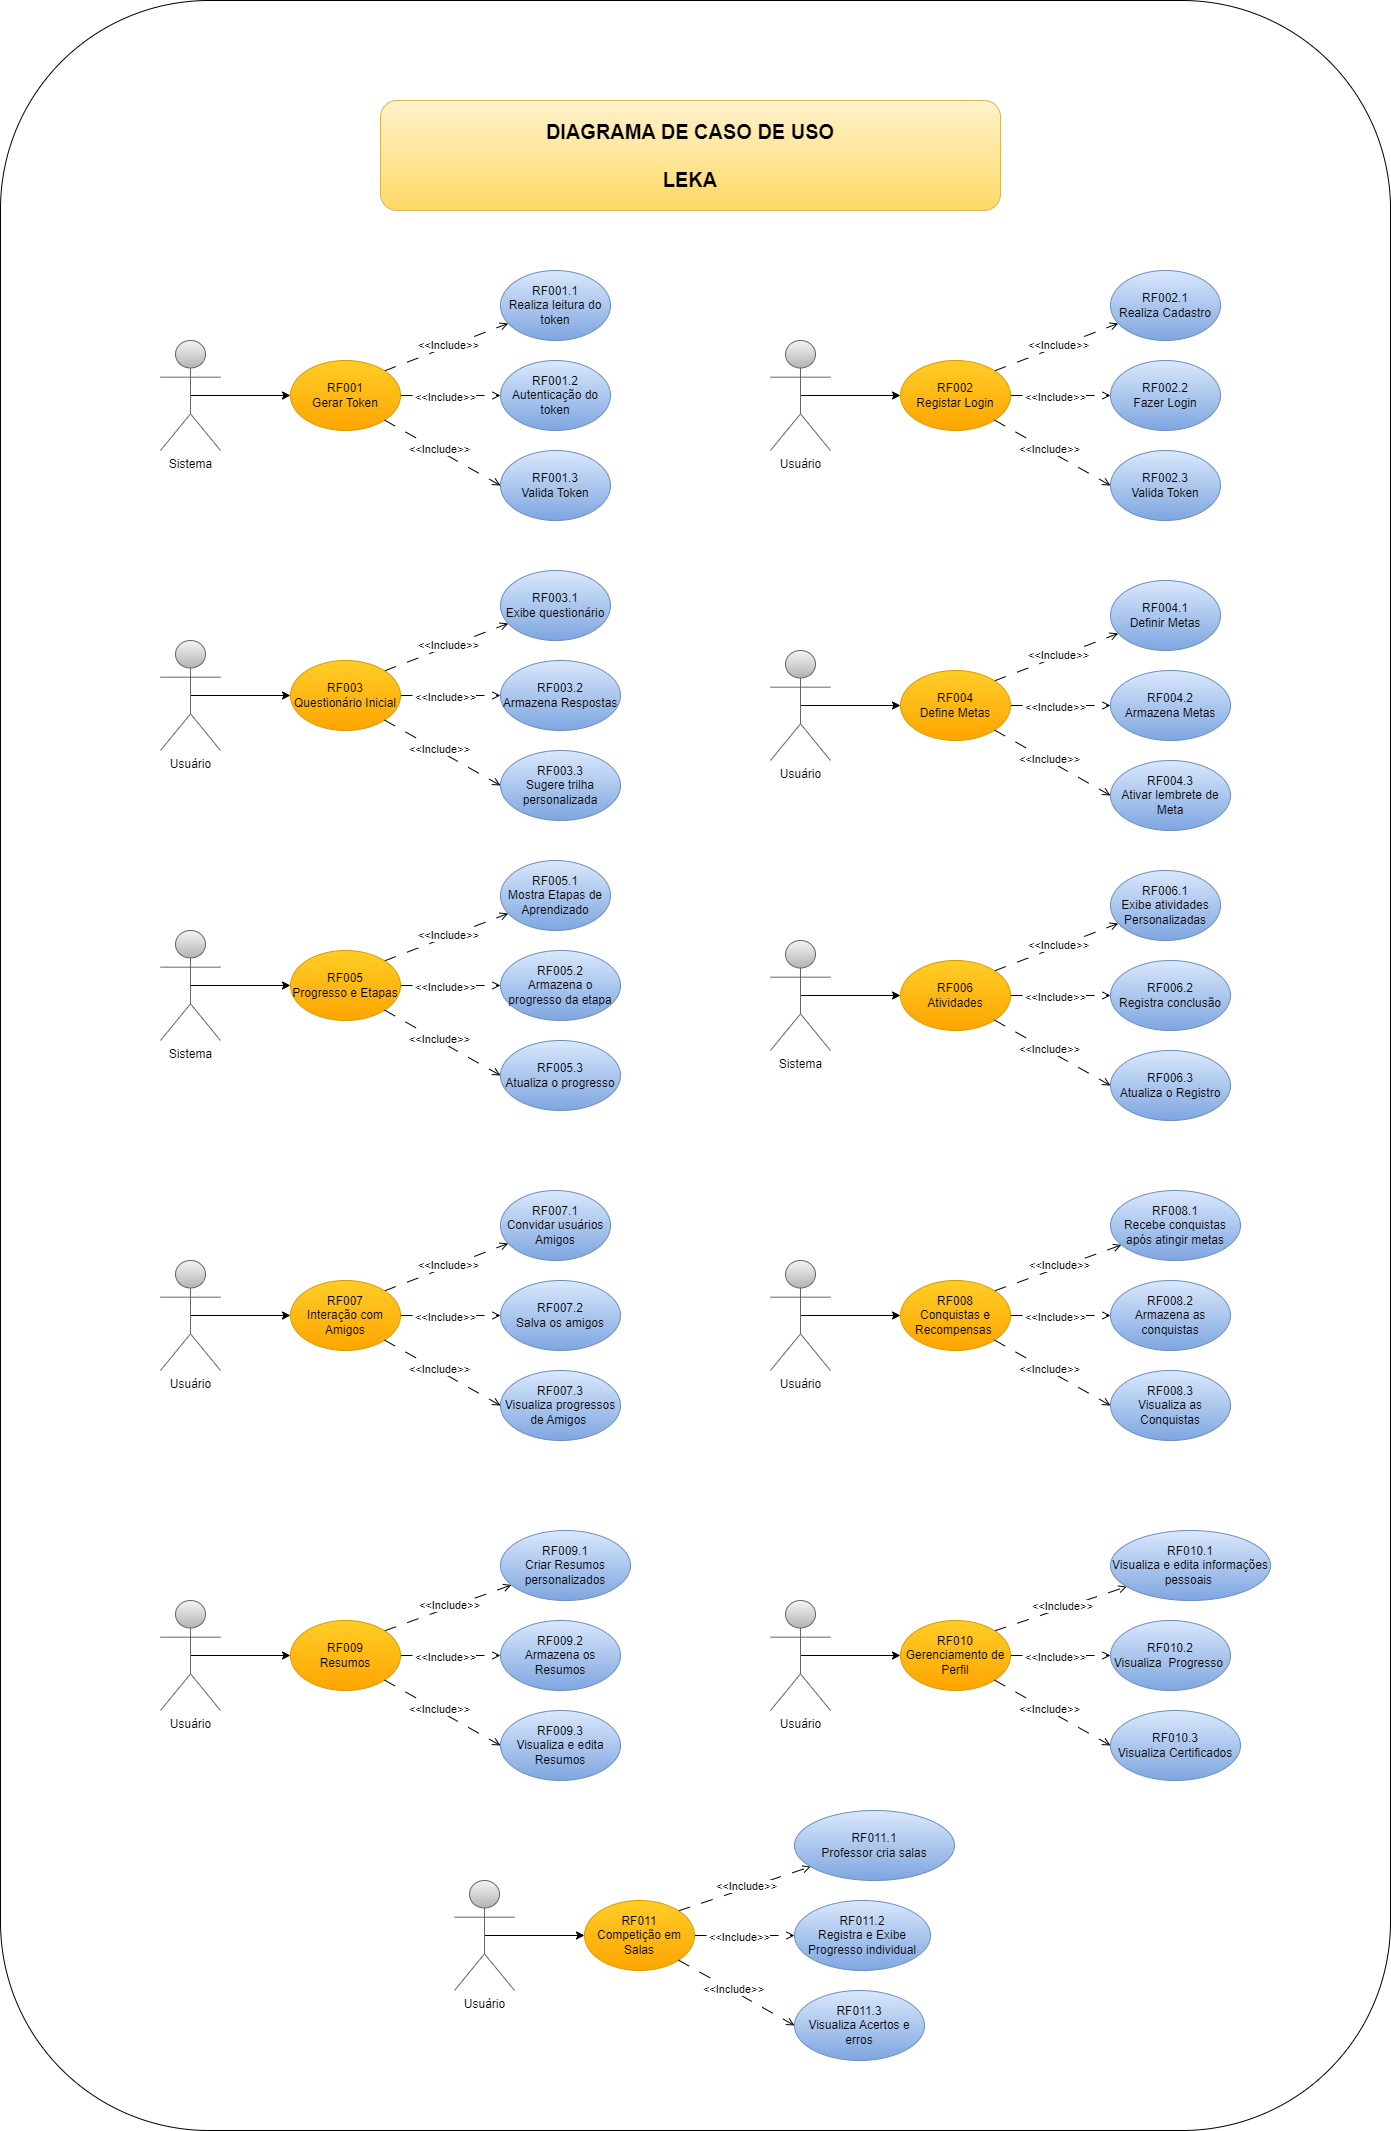 DIAGRAMA DE CASO DE USO
LEKA
RF001.1
Realiza leitura do
token
<<Include>>
RF001
Gerar Token
<<Include>>
RF001.2
Autenticação do
token
<<Include>>
Sistema
RF001.3
Valida Token
RF002.1
Realiza Cadastro
<<Include>>
RF002
Registar Login
<<Include>>
RF002.2
Fazer Login
<<Include>>
Usuário
RF002.3
Valida Token
RF003.1
Exibe questionário
<<Include>>
RF003
Questionário Inicial
<<Include>>
RF003.2
Armazena Respostas
<<Include>>
Usuário
RF003.3
Sugere trilha
personalizada
RF004.1
Definir Metas
<<Include>>
RF004
Define Metas
<<Include>>
RF004.2
Armazena Metas
<<Include>>
Usuário
RF004.3
Ativar lembrete de
Meta
RF005.1
Mostra Etapas de
Aprendizado
<<Include>>
RF005
Progresso e Etapas
<<Include>>
RF005.2
Armazena o
progresso da etapa
<<Include>>
Sistema
RF005.3
Atualiza o progresso
RF006.1
Exibe atividades
Personalizadas
<<Include>>
RF006
Atividades
<<Include>>
RF006.2
Registra conclusão
<<Include>>
Sistema
RF006.3
Atualiza o Registro
RF007.1
Convidar usuários
Amigos
<<Include>>
RF007
Interação com
Amigos
<<Include>>
RF007.2
Salva os amigos
<<Include>>
Usuário
RF007.3
Visualiza progressos
de Amigos
RF008.1
Recebe conquistas
após atingir metas
<<Include>>
RF008
Conquistas e
Recompensas
<<Include>>
RF008.2
Armazena as
conquistas
<<Include>>
Usuário
RF008.3
Visualiza as
Conquistas
RF009.1
Criar Resumos
personalizados
<<Include>>
RF009
Resumos
<<Include>>
RF009.2
Armazena os
Resumos
<<Include>>
Usuário
RF009.3
Visualiza e edita
Resumos
RF010.1
Visualiza e edita informações
pessoais
<<Include>>
RF010
Gerenciamento de
Perfil
<<Include>>
RF010.2
Visualiza  Progresso
<<Include>>
Usuário
RF010.3
Visualiza Certificados
RF011.1
Professor cria salas
<<Include>>
RF011
Competição em
Salas
<<Include>>
RF011.2
Registra e Exibe
Progresso individual
<<Include>>
Usuário
RF011.3
Visualiza Acertos e
erros